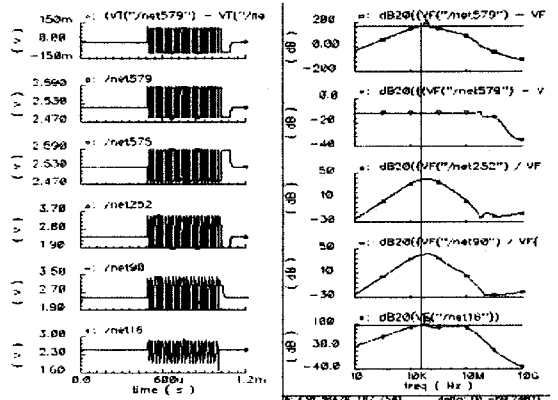 150m
0.00
-150m
( V )
: (VT("/net579") - VT("/ne
2.590
2.530
2.470
( V )
: /net579
2.590
2.530
2.470
( V )
: /net575
3.70
2.80
1.90
( V )
: /net252
3.50
2.70
1.90
( V )
: /net90
3.00
2.30
1.60
( V )
: /net16
0.0
600u
1.2m
time ( s )
200
0.00
-200
(dB)
: dB20((VF("/net579") - VF
0.0
-20
-40
(dB)
: dB20((VF("/net579") - V
50
10
-30
(dB)
: dB20((VF("/net252") / VF
50
10
-30
(dB)
: dB20((VF("/net90") / VF(
100
30.0
-40.0
(dB)
: dB20(VF("/net16"))
10
10K
10M
10G
freq ( Hz )